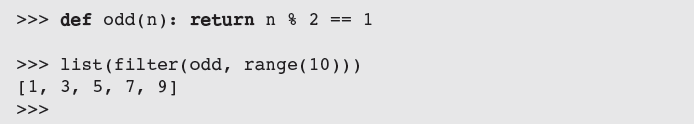 >>> def odd(n): return n % 2 == 1
>>> list(filter(odd, range(10)))
[1, 3, 5, 7, 9]
>>>